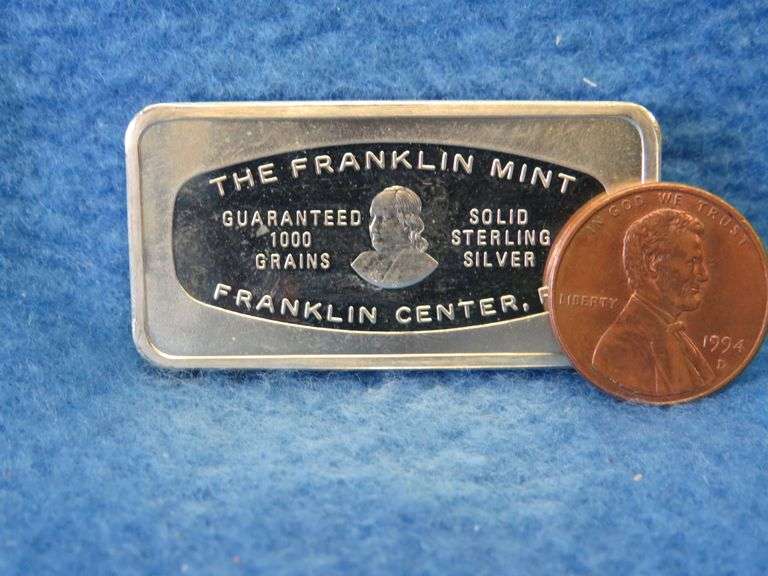 THE FRANKLIN MINT
GUARANTEED
1000
GRAINS
SOLID
STERLING
SILVER
FRANKLIN CENTER,
IN GOD WE TRUST
LIBERTY
1994
D